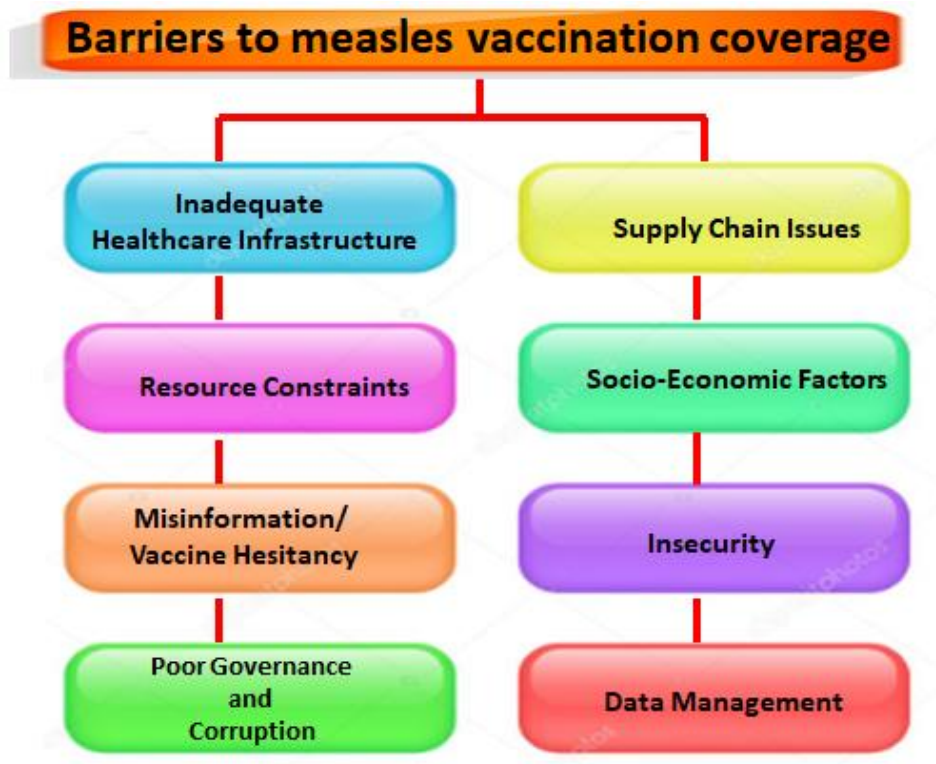 Barriers to measles vaccination coverage
Inadequate
Healthcare Infrastructure
Supply Chain Issues
Resource Constraints
Socio-Economic Factors
Misinformation/
Vaccine Hesitancy
Insecurity
Poor Governance
and
Corruption
Data Management